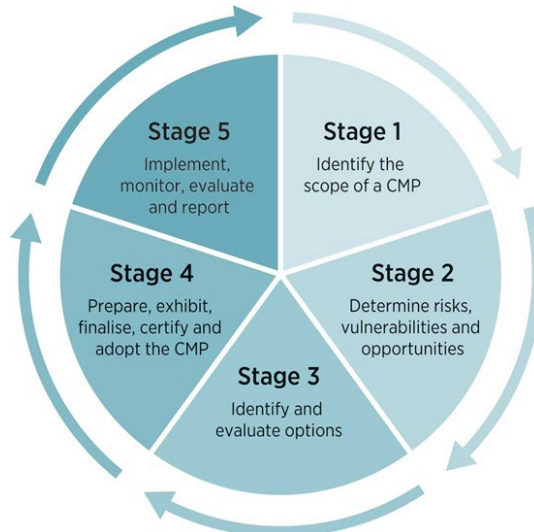 Stage 1
Identify the
scope of a CMP
Stage 2
Determine risks,
vulnerabilities and
opportunities
Stage 3
Identify and
evaluate options
Stage 4
Prepare, exhibit,
finalise, certify and
adopt the CMP
Stage 5
Implement,
monitor, evaluate
and report